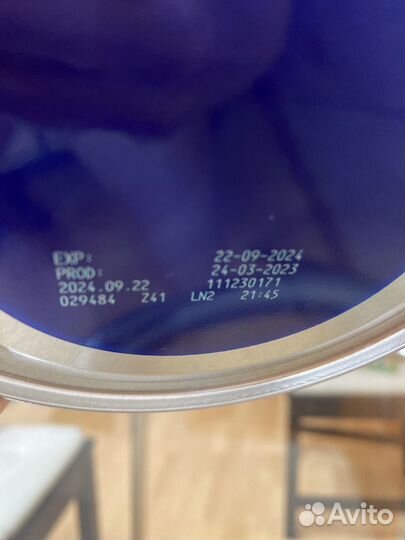 EXP: 22-09-2024
PROD: 24-03-2023
2024.09.22 111230171
029484 Z41 LN2 21:45
Avito